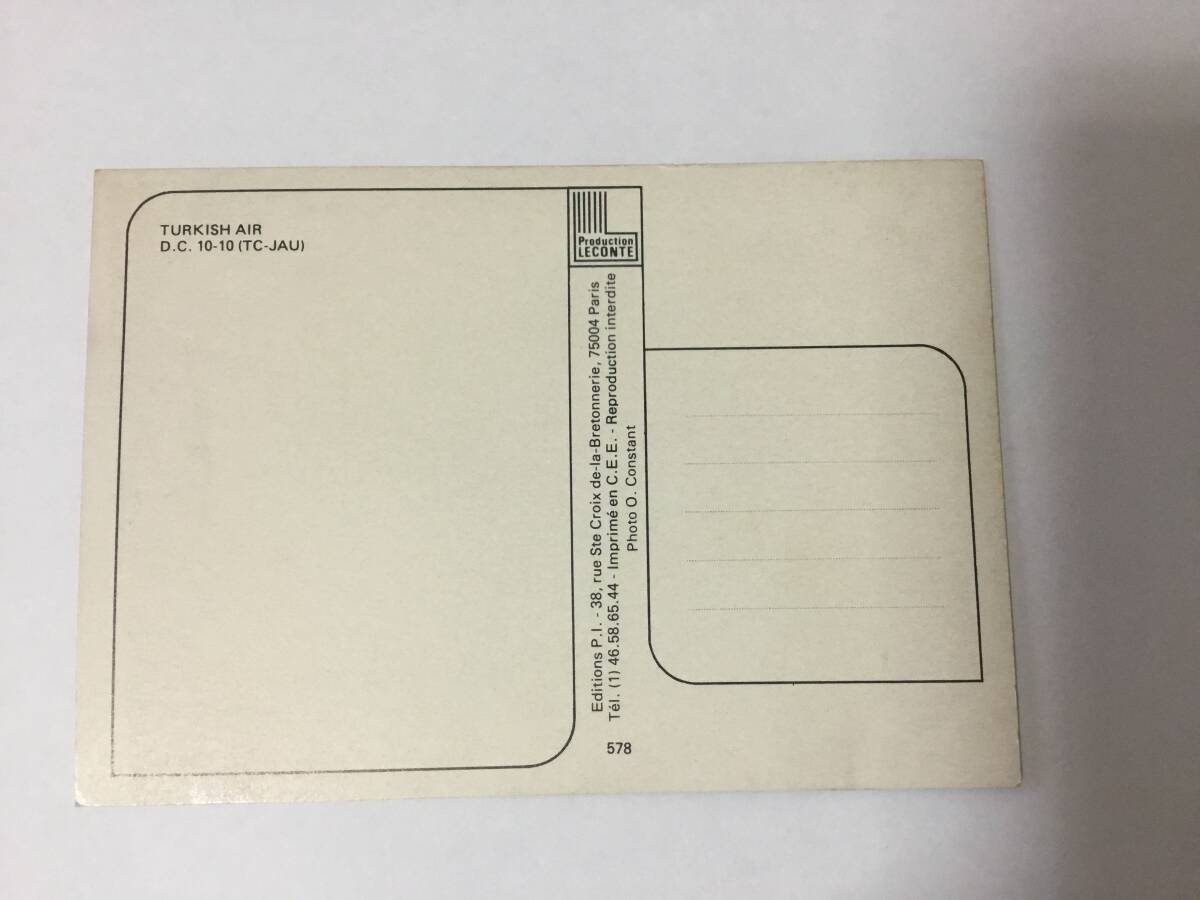 TURKISH AIR
D.C. 10-10 (TC-JAU)
Production
LECONTE
Editions P.I. - 38, rue Ste Croix de-la-Bretonnerie, 75004 Paris
Tél. (1) 46.58.65.44 - Imprimé en C.E.E. - Reproduction interdite
Photo O. Constant
578